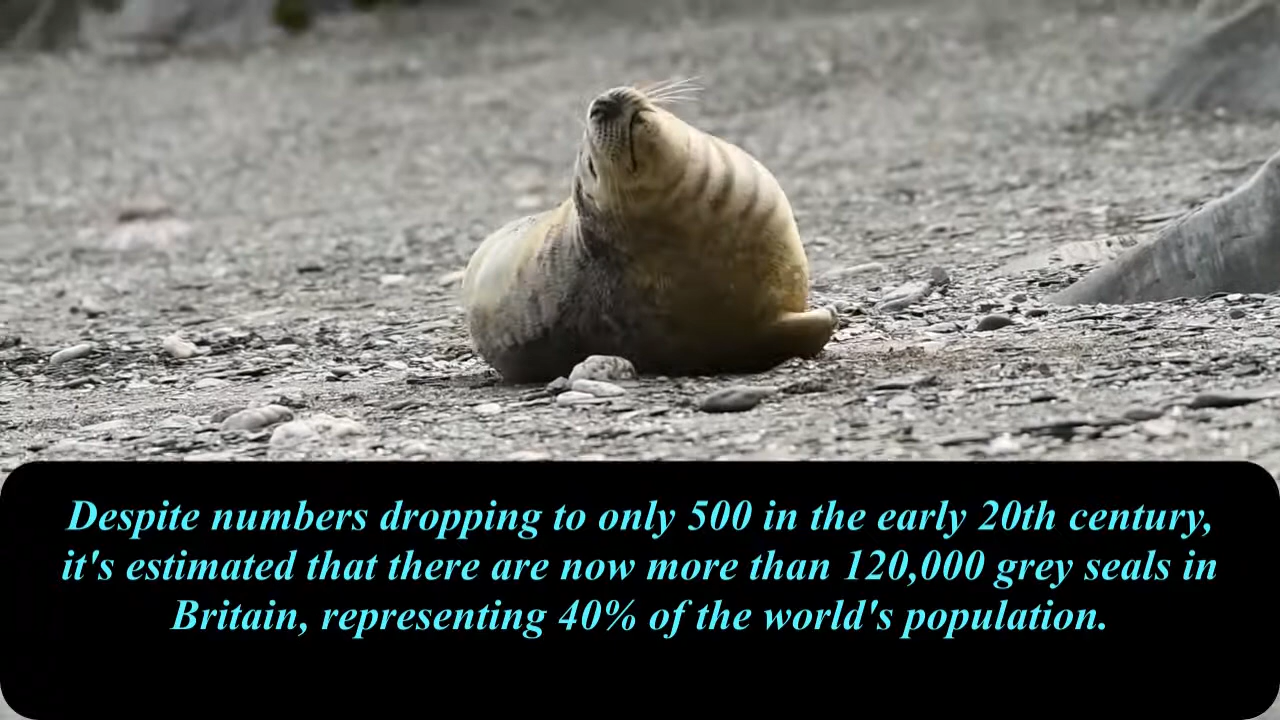 Despite numbers dropping to only 500 in the early 20th century,
it's estimated that there are now more than 120,000 grey seals in
Britain, representing 40% of the world's population.